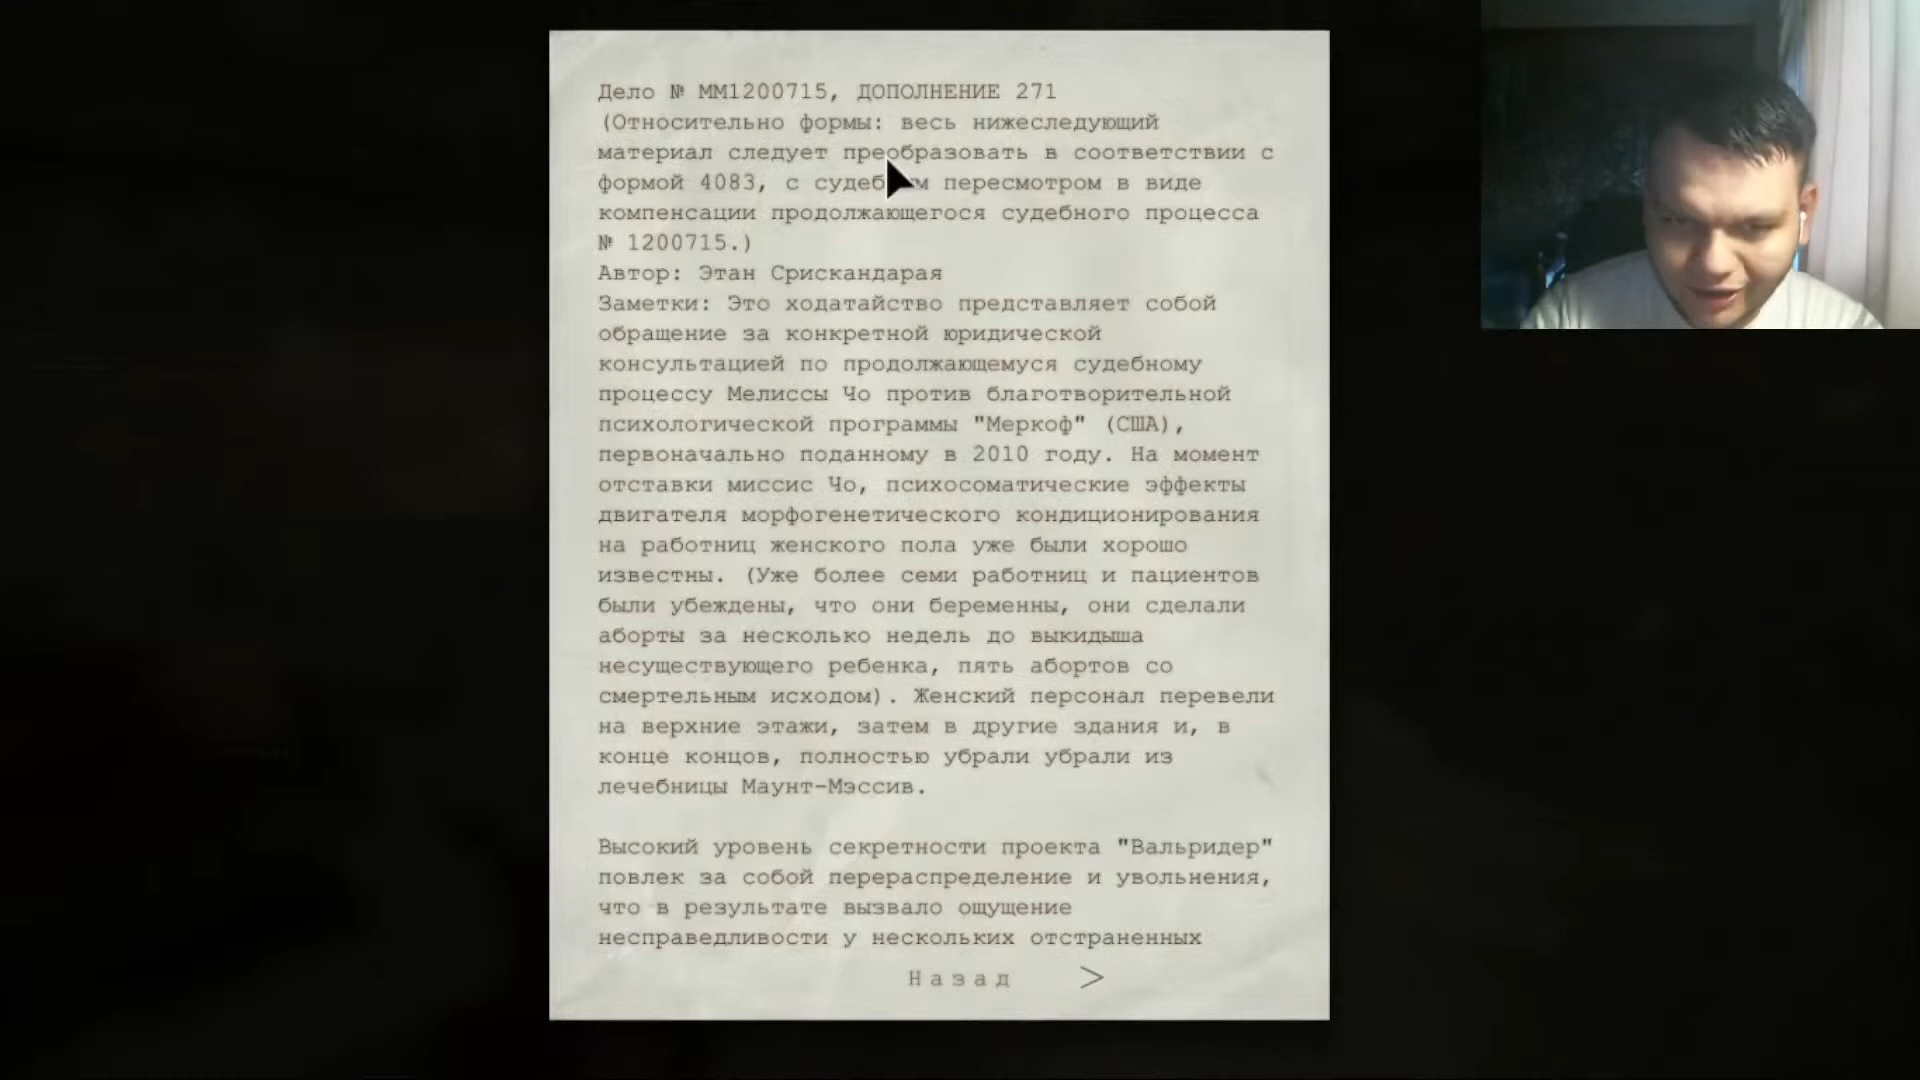 Дело № MM1200715, ДОПОЛНЕНИЕ 271
(Относительно формы: весь нижеследующий
материал следует преобразовать в соответствии с
формой 4083, с пересмотром в виде
компенсации продолжающегося судебного процесса
№ 1200715.)
Автор: Этан Срискандарая
Заметки: Это ходатайство представляет собой
обращение за конкретной юридической
консультацией по продолжающемуся судебному
процессу Мелиссы Чо против благотворительной
психологической программы "Меркоф" (США),
первоначально поданному в 2010 году. На момент
отставки миссис Чо, психосоматические эффекты
двигателя морфогенетического кондиционирования
на работниц женского пола уже были хорошо
известны. (Уже более семи работниц и пациентов
были убеждены, что они беременны, они сделали
аборты за несколько недель до выкидыша
несуществующего ребенка, пять абортов со
смертельным исходом). Женский персонал перевели
на верхние этажи, затем в другие здания и, в
конце концов, полностью убрали убрали из
лечебницы Маунт-Мэссив.
Высокий уровень секретности проекта "Вальридер"
повлек за собой перераспределение и увольнения,
что в результате вызвало ощущение
несправедливости у нескольких отстраненных
Назад >